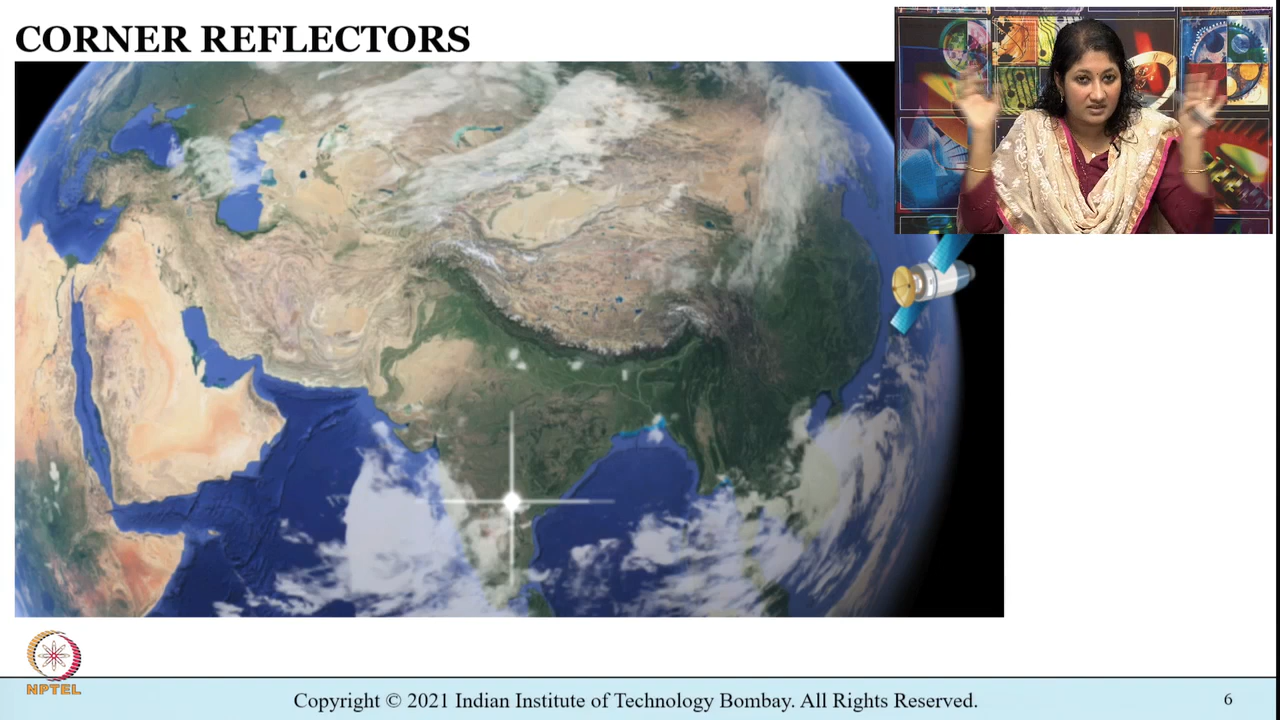 CORNER REFLECTORS
NPTEL
Copyright © 2021 Indian Institute of Technology Bombay. All Rights Reserved.
6